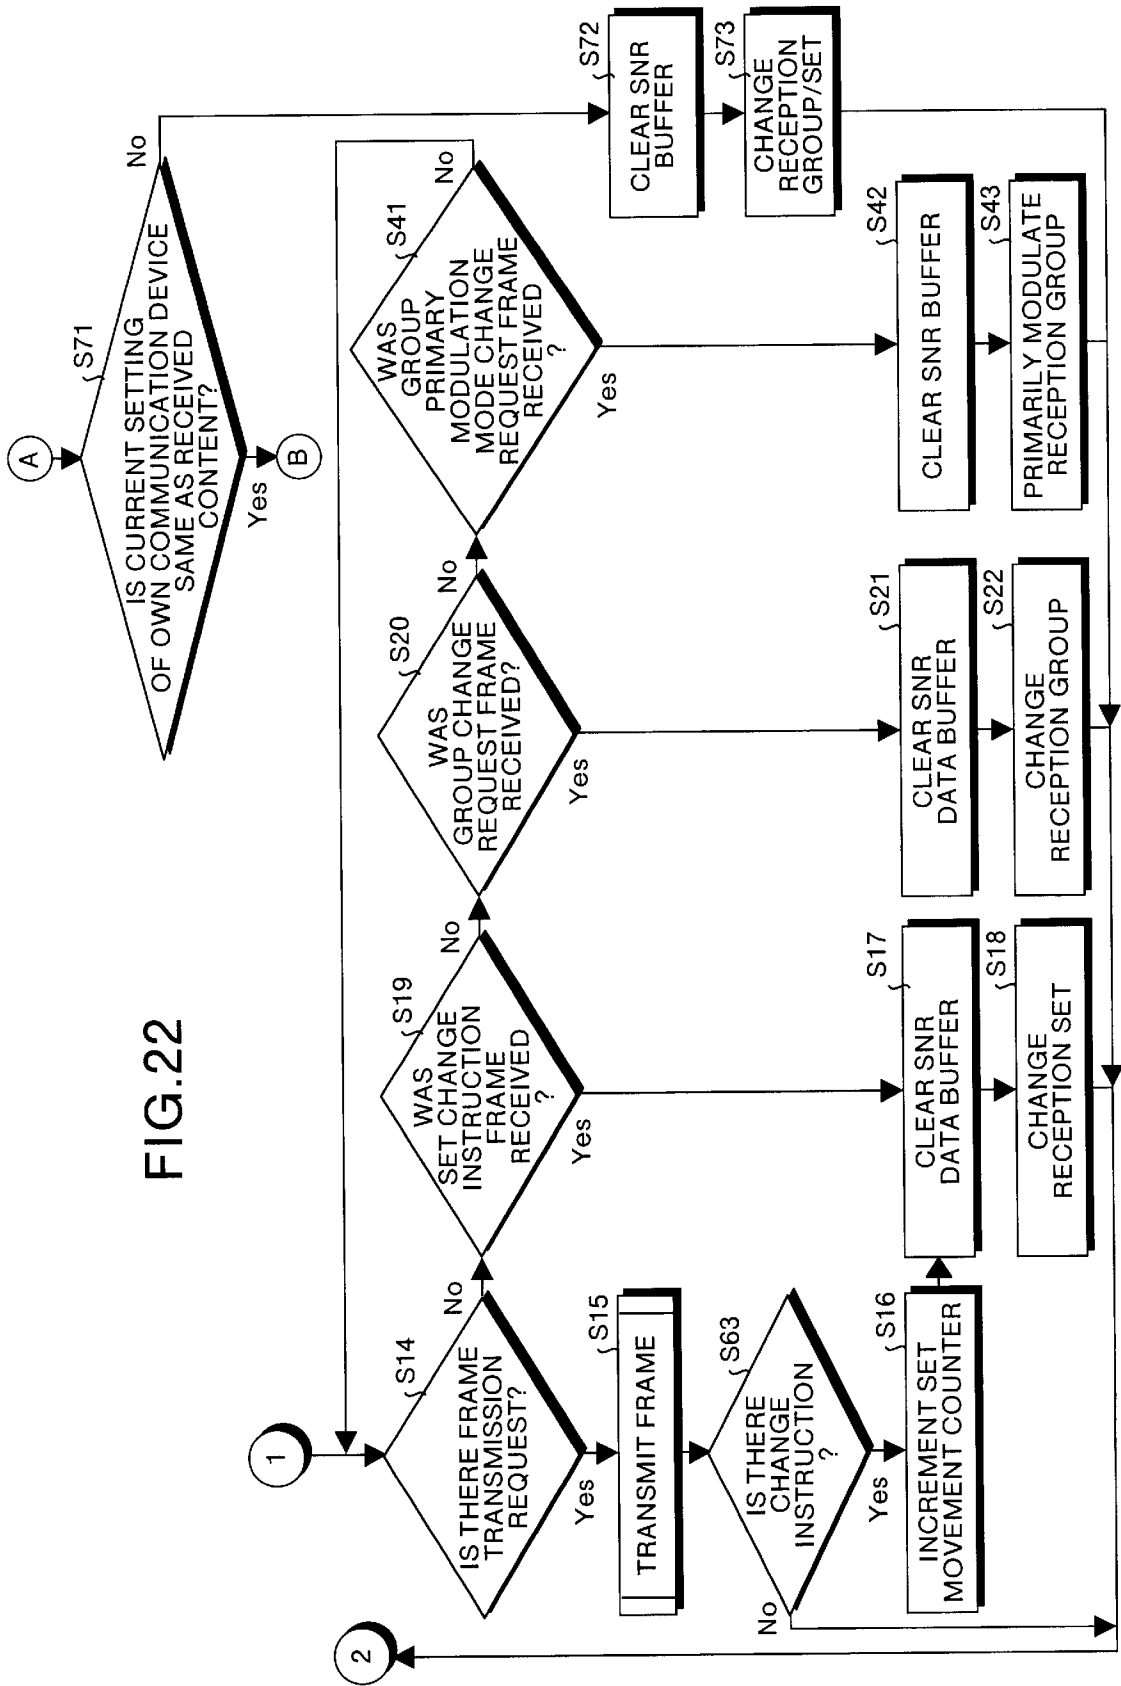 FIG.22
A
S71
IS CURRENT SETTING
OF OWN COMMUNICATION DEVICE
SAME AS RECEIVED
CONTENT?
No
Yes
B
S72
CLEAR SNR
BUFFER
S73
CHANGE
RECEPTION
GROUP/SET
1
2
S14
IS THERE FRAME
TRANSMISSION
REQUEST?
No
Yes
S15
TRANSMIT FRAME
S63
IS THERE
CHANGE
INSTRUCTION
?
No
Yes
S16
INCREMENT SET
MOVEMENT COUNTER
S19
WAS
SET CHANGE
INSTRUCTION
FRAME
RECEIVED
?
No
Yes
S17
CLEAR SNR
DATA BUFFER
S18
CHANGE
RECEPTION SET
S20
WAS
GROUP CHANGE
REQUEST FRAME
RECEIVED?
No
Yes
S21
CLEAR SNR
DATA BUFFER
S22
CHANGE
RECEPTION GROUP
S41
WAS
GROUP
PRIMARY
MODULATION
MODE CHANGE
REQUEST FRAME
RECEIVED
?
No
Yes
S42
CLEAR SNR BUFFER
S43
PRIMARILY MODULATE
RECEPTION GROUP